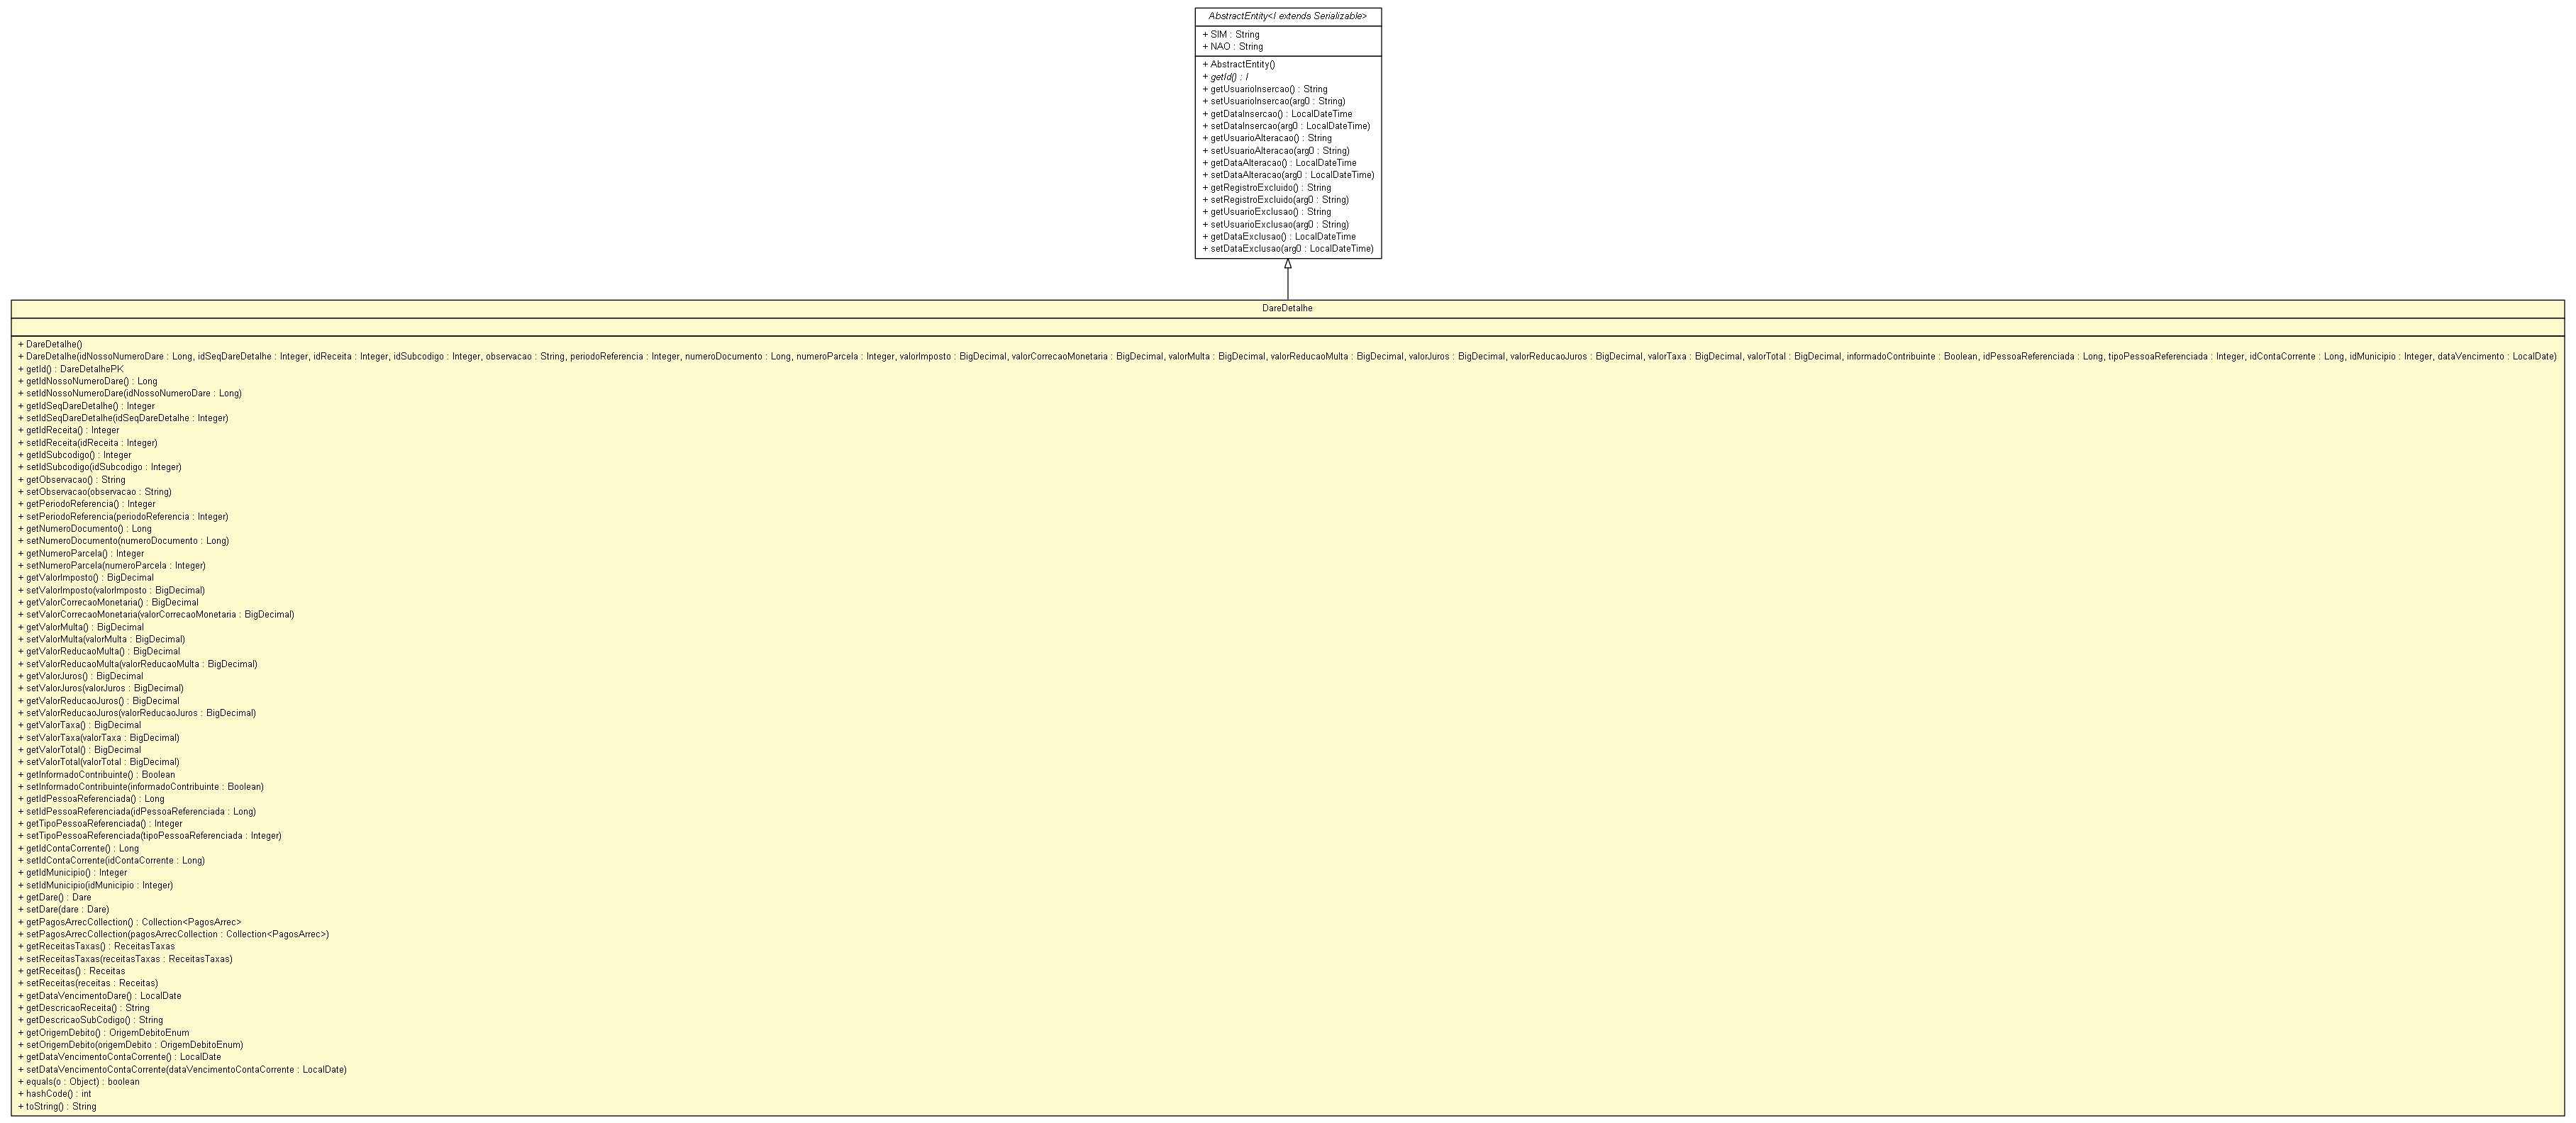 AbstractEntity<I extends Serializable>
+ SIM : String
+ NAO : String
+ AbstractEntity()
+ getId() : I
+ getUsuarioInsercao() : String
+ setUsuarioInsercao(arg0 : String)
+ getDataInsercao() : LocalDateTime
+ setDataInsercao(arg0 : LocalDateTime)
+ getUsuarioAlteracao() : String
+ setUsuarioAlteracao(arg0 : String)
+ getDataAlteracao() : LocalDateTime
+ setDataAlteracao(arg0 : LocalDateTime)
+ getRegistroExcluido() : String
+ setRegistroExcluido(arg0 : String)
+ getUsuarioExclusao() : String
+ setUsuarioExclusao(arg0 : String)
+ getDataExclusao() : LocalDateTime
+ setDataExclusao(arg0 : LocalDateTime)
DareDetalhe
+ DareDetalhe()
+ DareDetalhe(idNossoNumeroDare : Long, idSeqDareDetalhe : Integer, idReceita : Integer, idSubcodigo : Integer, observacao : String, periodoReferencia : Integer, numeroDocumento : Long, numeroParcela : Integer, valorImposto : BigDecimal, valorCorrecaoMonetaria : BigDecimal, valorMulta : BigDecimal, valorReducaoMulta : BigDecimal, valorJuros : BigDecimal, valorReducaoJuros : BigDecimal, valorTaxa : BigDecimal, valorTotal : BigDecimal, informadoContribuinte : Boolean, idPessoaReferenciada : Long, tipoPessoaReferenciada : Integer, idContaCorrente : Long, idMunicipio : Integer, dataVencimento : LocalDate)
+ getId() : DareDetalhePK
+ getIdNossoNumeroDare() : Long
+ setIdNossoNumeroDare(idNossoNumeroDare : Long)
+ getIdSeqDareDetalhe() : Integer
+ setIdSeqDareDetalhe(idSeqDareDetalhe : Integer)
+ getIdReceita() : Integer
+ setIdReceita(idReceita : Integer)
+ getIdSubcodigo() : Integer
+ setIdSubcodigo(idSubcodigo : Integer)
+ getObservacao() : String
+ setObservacao(observacao : String)
+ getPeriodoReferencia() : Integer
+ setPeriodoReferencia(periodoReferencia : Integer)
+ getNumeroDocumento() : Long
+ setNumeroDocumento(numeroDocumento : Long)
+ getNumeroParcela() : Integer
+ setNumeroParcela(numeroParcela : Integer)
+ getValorImposto() : BigDecimal
+ setValorImposto(valorImposto : BigDecimal)
+ getValorCorrecaoMonetaria() : BigDecimal
+ setValorCorrecaoMonetaria(valorCorrecaoMonetaria : BigDecimal)
+ getValorMulta() : BigDecimal
+ setValorMulta(valorMulta : BigDecimal)
+ getValorReducaoMulta() : BigDecimal
+ setValorReducaoMulta(valorReducaoMulta : BigDecimal)
+ getValorJuros() : BigDecimal
+ setValorJuros(valorJuros : BigDecimal)
+ getValorReducaoJuros() : BigDecimal
+ setValorReducaoJuros(valorReducaoJuros : BigDecimal)
+ getValorTaxa() : BigDecimal
+ setValorTaxa(valorTaxa : BigDecimal)
+ getValorTotal() : BigDecimal
+ setValorTotal(valorTotal : BigDecimal)
+ getInformadoContribuinte() : Boolean
+ setInformadoContribuinte(informadoContribuinte : Boolean)
+ getIdPessoaReferenciada() : Long
+ setIdPessoaReferenciada(idPessoaReferenciada : Long)
+ getTipoPessoaReferenciada() : Integer
+ setTipoPessoaReferenciada(tipoPessoaReferenciada : Integer)
+ getIdContaCorrente() : Long
+ setIdContaCorrente(idContaCorrente : Long)
+ getIdMunicipio() : Integer
+ setIdMunicipio(idMunicipio : Integer)
+ getDare() : Dare
+ setDare(dare : Dare)
+ getPagosArrecCollection() : Collection<PagosArrec>
+ setPagosArrecCollection(pagosArrecCollection : Collection<PagosArrec>)
+ getReceitasTaxas() : ReceitasTaxas
+ setReceitasTaxas(receitasTaxas : ReceitasTaxas)
+ getReceitas() : Receitas
+ setReceitas(receitas : Receitas)
+ getDataVencimentoDare() : LocalDate
+ getDescricaoReceita() : String
+ getDescricaoSubCodigo() : String
+ getOrigemDebito() : OrigemDebitoEnum
+ setOrigemDebito(origemDebito : OrigemDebitoEnum)
+ getDataVencimentoContaCorrente() : LocalDate
+ setDataVencimentoContaCorrente(dataVencimentoContaCorrente : LocalDate)
+ equals(o : Object) : boolean
+ hashCode() : int
+ toString() : String